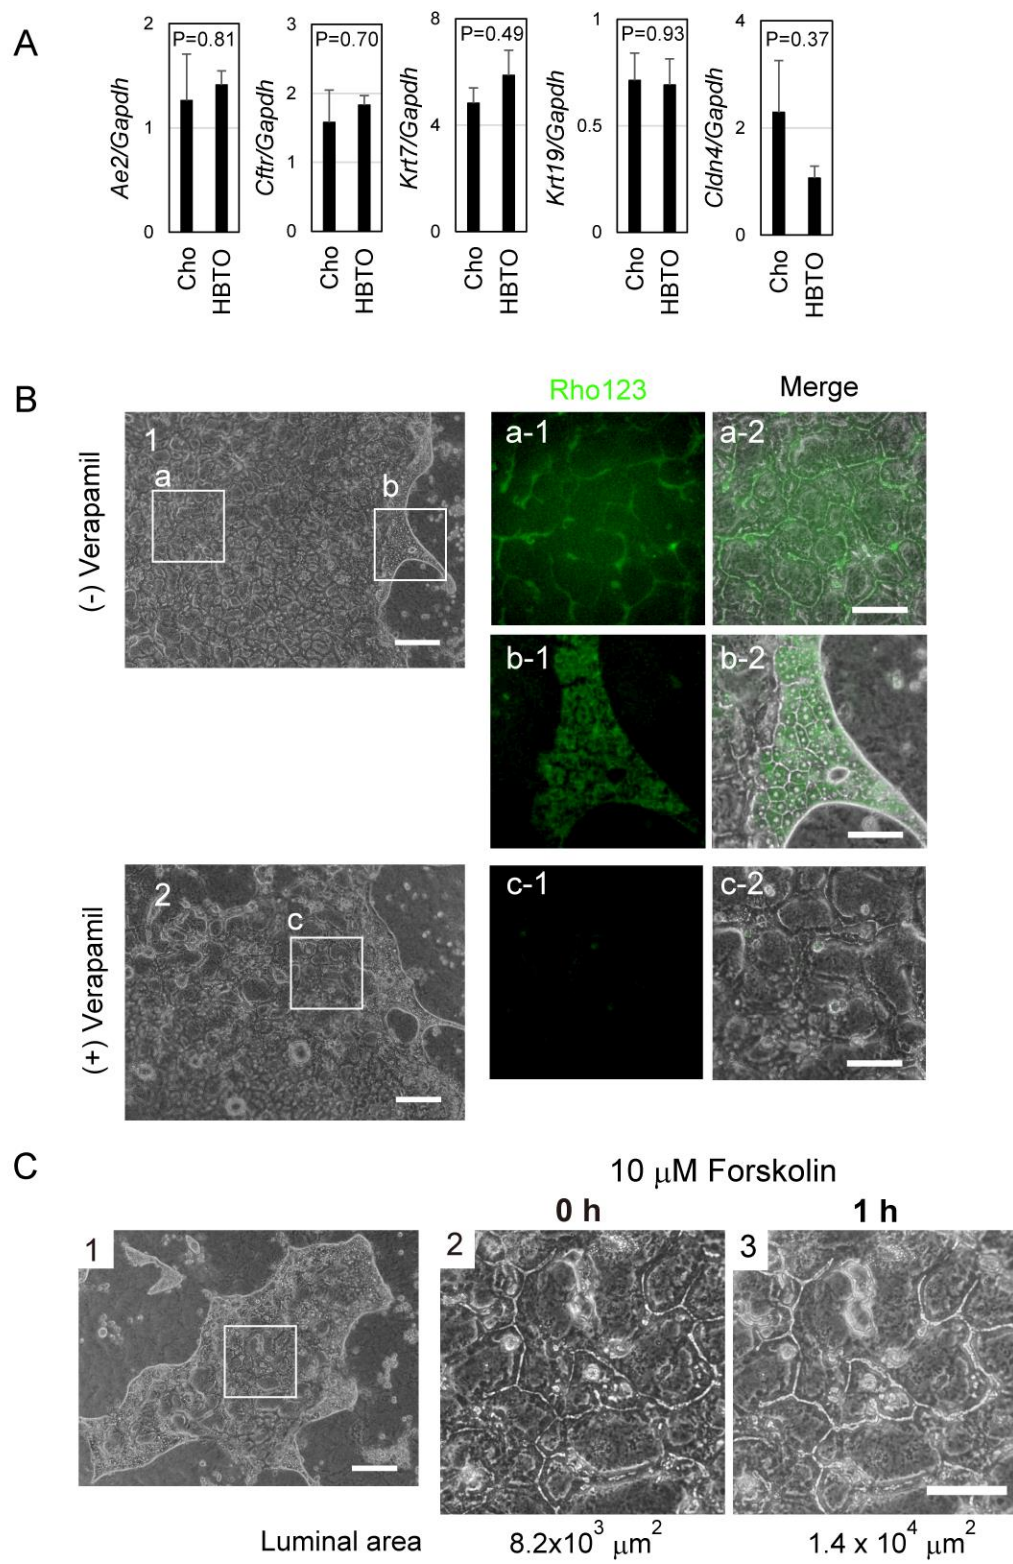 A
2
1
0
Ae2/Gapdh
P=0.81
Cho
HBTO
3
2
1
0
Cftr/Gapdh
P=0.70
Cho
HBTO
8
4
0
Krt7/Gapdh
P=0.49
Cho
HBTO
1
0.5
0
Krt19/Gapdh
P=0.93
Cho
HBTO
4
2
0
Cldn4/Gapdh
P=0.37
Cho
HBTO
B
Rho123
Merge
(-) Verapamil
1
a
b
a-1
a-2
b-1
b-2
(+) Verapamil
2
c
c-1
c-2
C
10 μM Forskolin
0 h
1 h
1
2
3
Luminal area
8.2x10³ μm²
1.4 x 10⁴ μm²